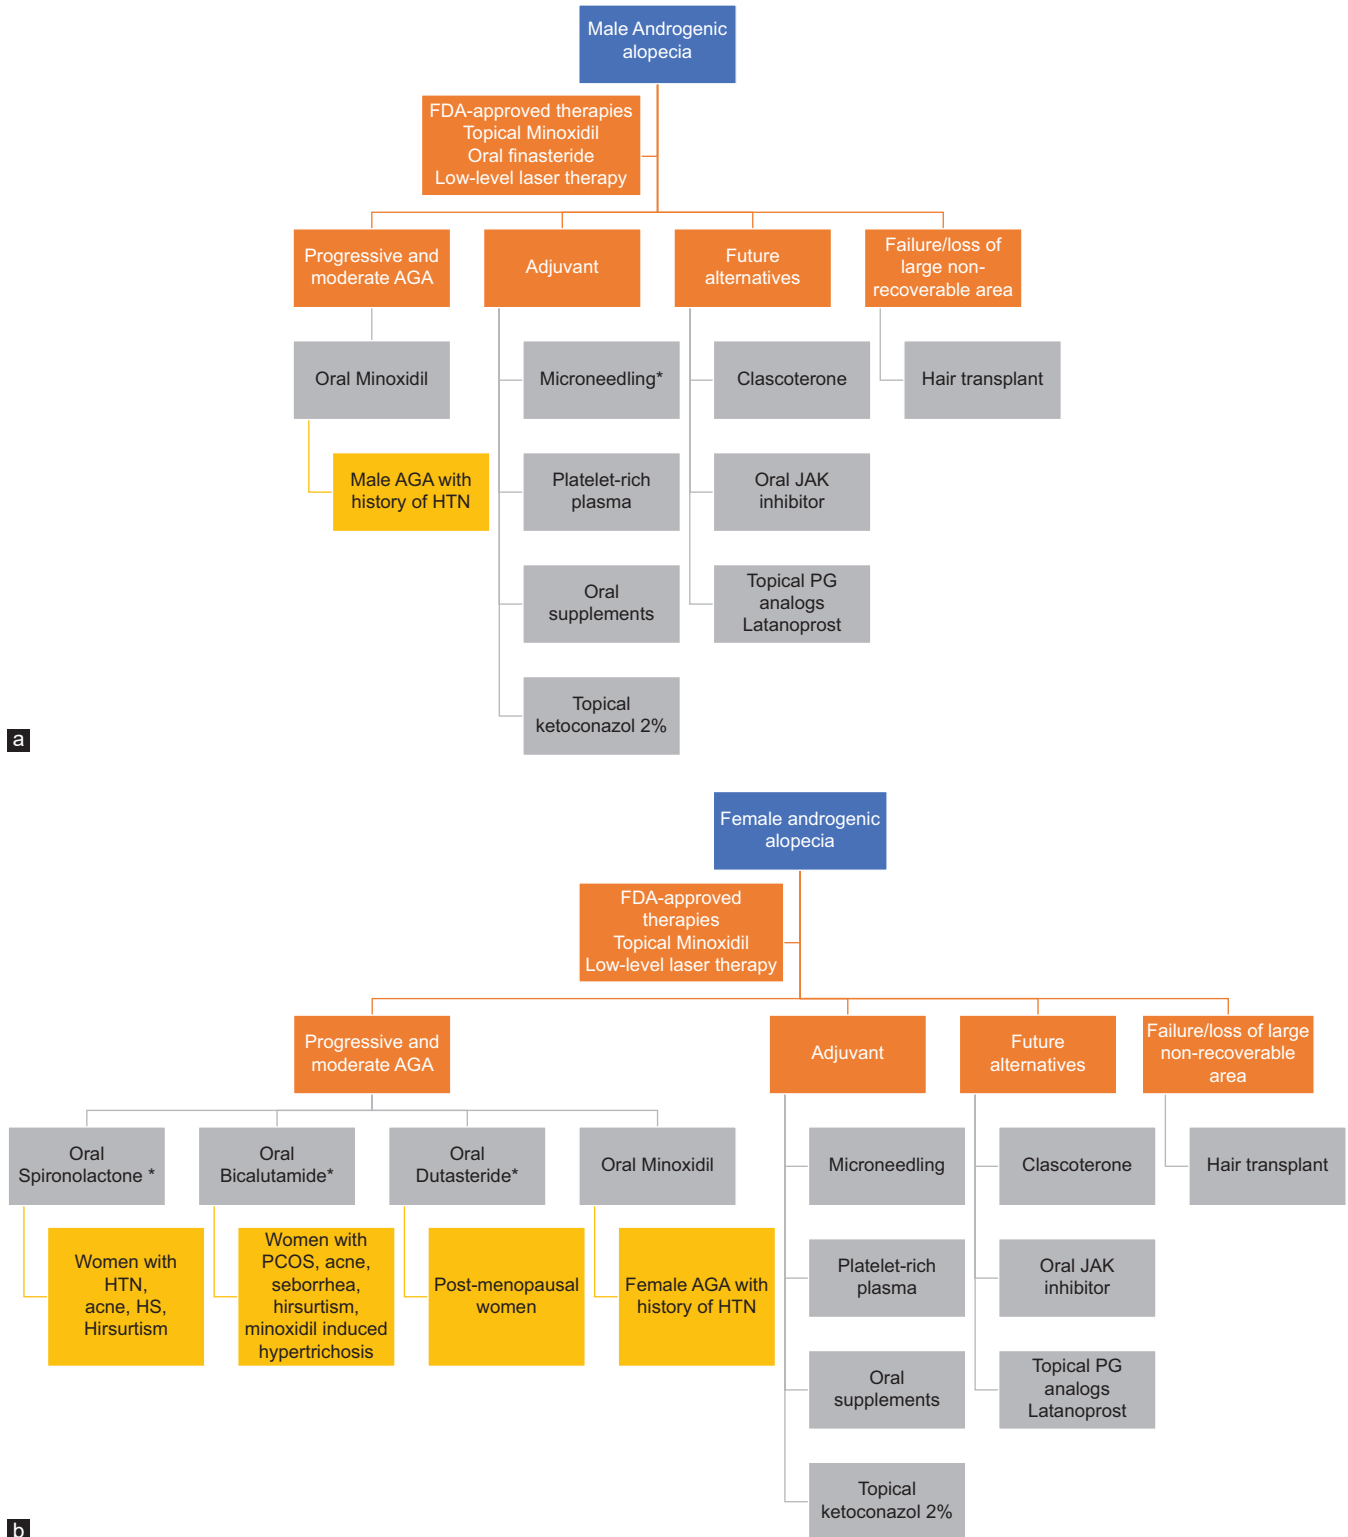 Male Androgenic
alopecia
FDA-approved therapies
Topical Minoxidil
Oral finasteride
Low-level laser therapy
Progressive and
moderate AGA
Adjuvant
Future
alternatives
Failure/loss of
large non-
recoverable area
Oral Minoxidil
Microneedling*
Clascoterone
Hair transplant
Male AGA with
history of HTN
Platelet-rich
plasma
Oral JAK
inhibitor
Oral
supplements
Topical PG
analogs
Latanoprost
Topical
ketoconazol 2%
a
Female androgenic
alopecia
FDA-approved
therapies
Topical Minoxidil
Low-level laser therapy
Progressive and
moderate AGA
Adjuvant
Future
alternatives
Failure/loss of large
non-recoverable
area
Oral
Spironolactone *
Oral
Bicalutamide*
Oral
Dutasteride*
Oral Minoxidil
Microneedling
Clascoterone
Hair transplant
Women with
HTN,
acne, HS,
Hirsurtism
Women with
PCOS, acne,
seborrhea,
hirsurtism,
minoxidil induced
hypertrichosis
Post-menopausal
women
Female AGA with
history of HTN
Platelet-rich
plasma
Oral JAK
inhibitor
Oral
supplements
Topical PG
analogs
Latanoprost
Topical
ketoconazol 2%
b